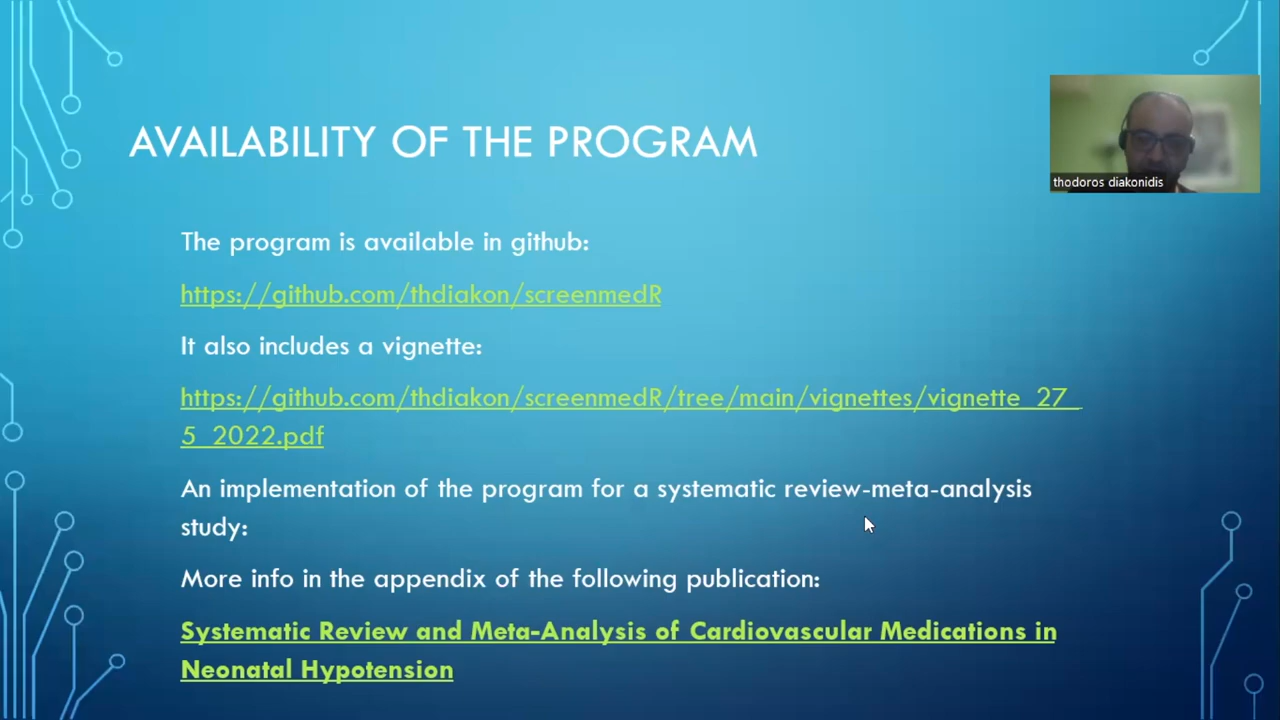 AVAILABILITY OF THE PROGRAM
thodoros diakonidis
The program is available in github:
https://github.com/thdiakon/screenmedR
It also includes a vignette:
https://github.com/thdiakon/screenmedR/tree/main/vignettes/vignette_27_
5_2022.pdf
An implementation of the program for a systematic review-meta-analysis
study:
More info in the appendix of the following publication:
Systematic Review and Meta-Analysis of Cardiovascular Medications in
Neonatal Hypotension